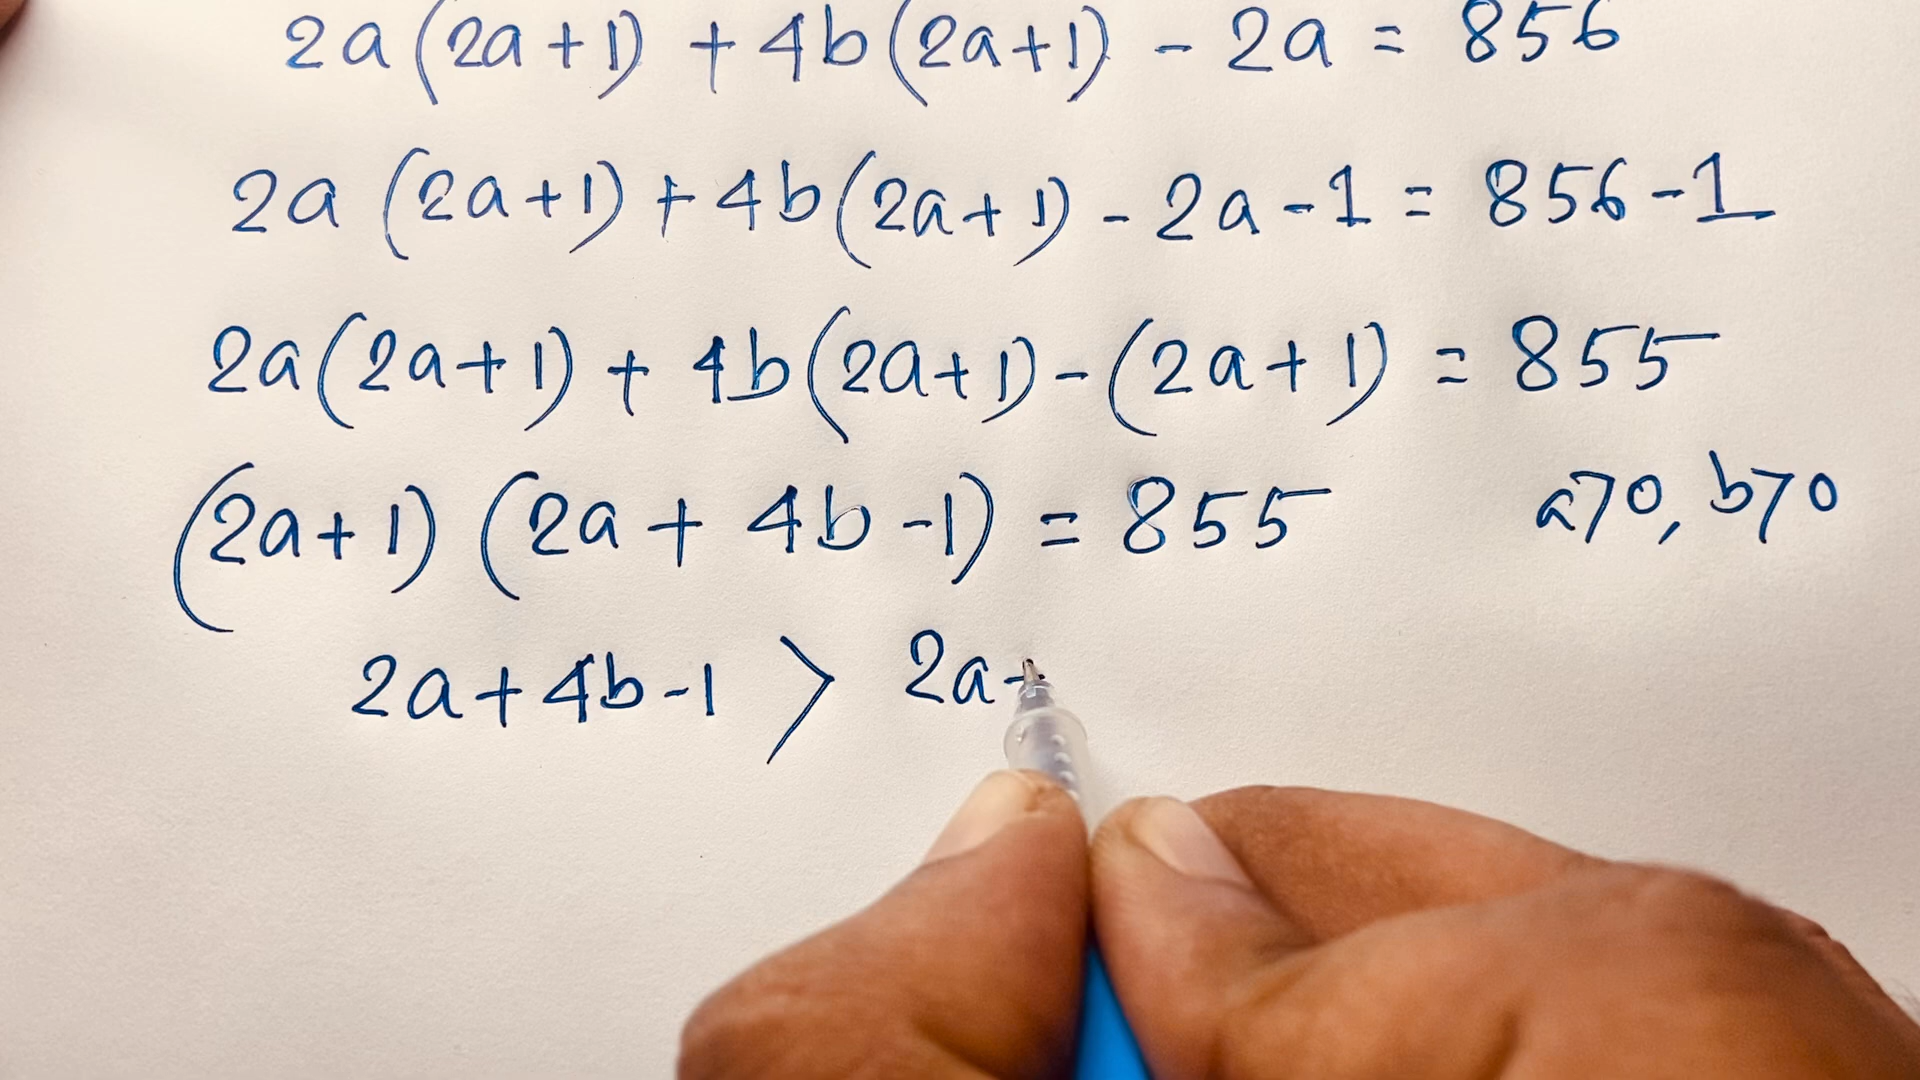 2a(2a+1) + 4b(2a+1) - 2a = 856
2a (2a+1) + 4b(2a+1) - 2a - 1 = 856 - 1
2a(2a+1) + 4b(2a+1) - (2a+1) = 855
(2a+1) (2a + 4b - 1) = 855 a>0, b>0
2a+4b-1 > 2a+